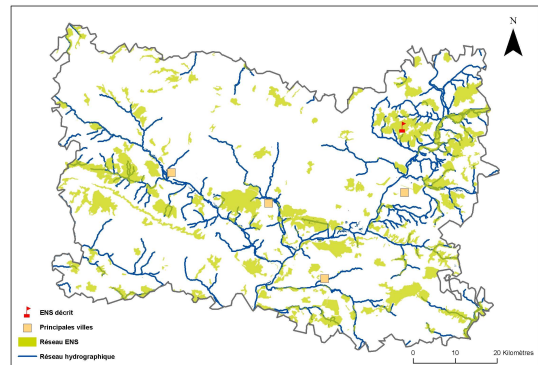 N
ENS décrit
Principales villes
Réseau ENS
Réseau hydrographique
0 10 20 Kilomètres